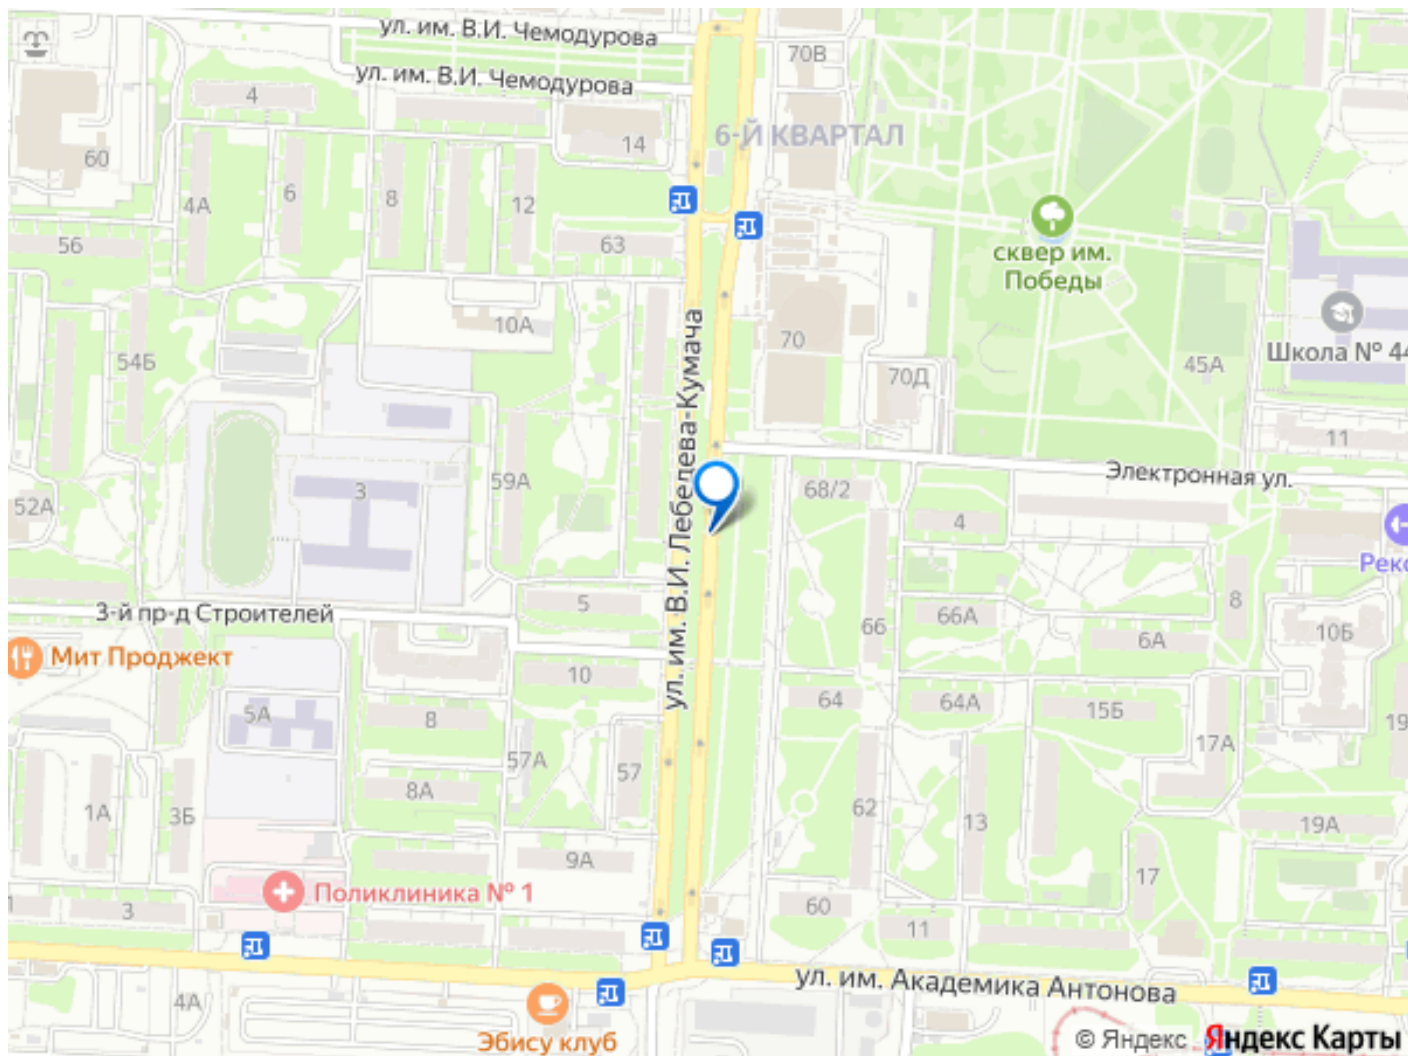 ул. им. В.И. Чемодурова
70В
ул. им. В.И. Чемодурова
4
6-Й КВАРТАЛ
14
60
4А
6
8
12
56
63
сквер им.
Победы
10А
ул. им. В.И. Лебедева-Кумача
70
54Б
Школа № 44
45А
70Д
11
Электронная ул.
59А
3
68/2
52А
4
Рекс
3-й пр-д Строителей
5
66А
8
66
6А
10Б
Мит Проджект
10
64
64А
15Б
5А
8
17А
19
57А
57
8А
1А
3Б
62
13
19А
9А
17
Поликлиника № 1
3
60
11
ул. им. Академика Антонова
4А
Эбису клуб
© Яндекс Яндекс Карты